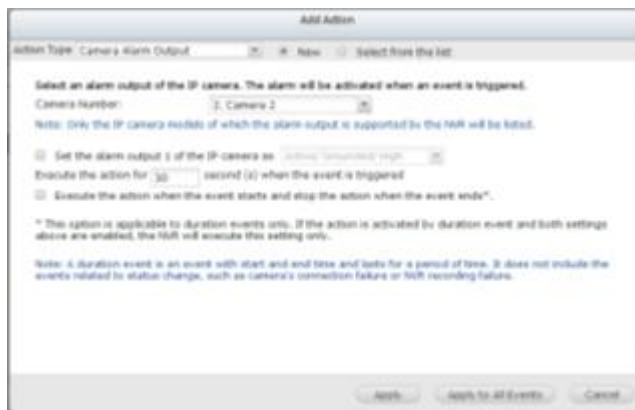 Add Action
Action Type: Camera Alarm Output New Select from the list
Select an alarm output of the IP camera. The alarm will be activated when an event is triggered.
Camera Number: 2. Camera 2
Note: Only the IP camera models of which the alarm output is supported by the NVR will be listed.
Set the alarm output 1 of the IP camera as High
Execute the action for 30 second (s) when the event is triggered
Execute the action when the event starts and stop the action when the event ends*.
* This option is applicable to duration events only. If the action is activated by duration event and both settings
above are enabled, the NVR will execute this setting only.
Note: A duration event is an event with start and end time and lasts for a period of time. It does not include the
events related to status change, such as camera's connection failure or NVR recording failure.
Apply Apply to All Events Cancel